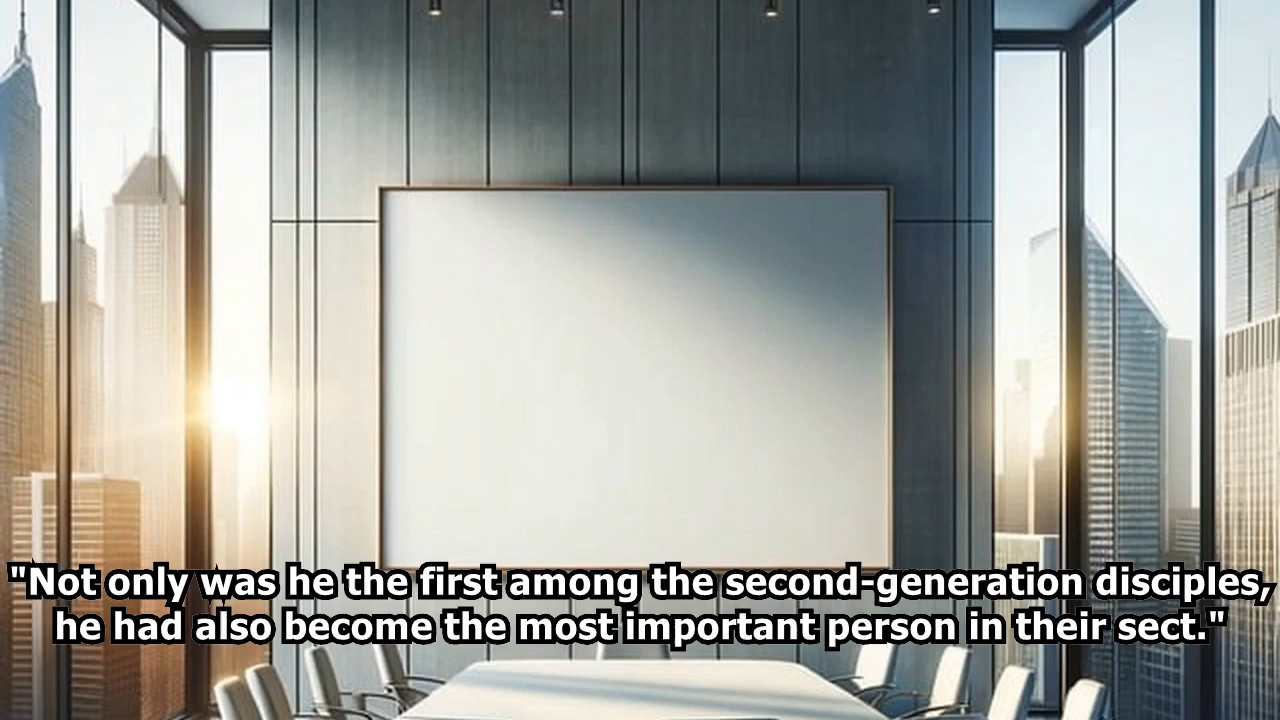 "Not only was he the first among the second-generation disciples,
he had also become the most important person in their sect."